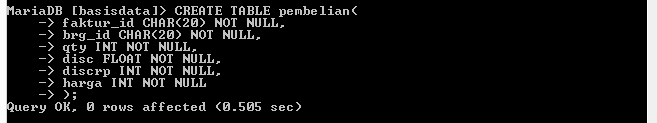 MariaDB [basisdata]> CREATE TABLE pembelian(
-> faktur_id CHAR(20) NOT NULL,
-> brg_id CHAR(20) NOT NULL,
-> qty INT NOT NULL,
-> disc FLOAT NOT NULL,
-> discrp INT NOT NULL,
-> harga INT NOT NULL
-> );
Query OK, 0 rows affected (0.505 sec)